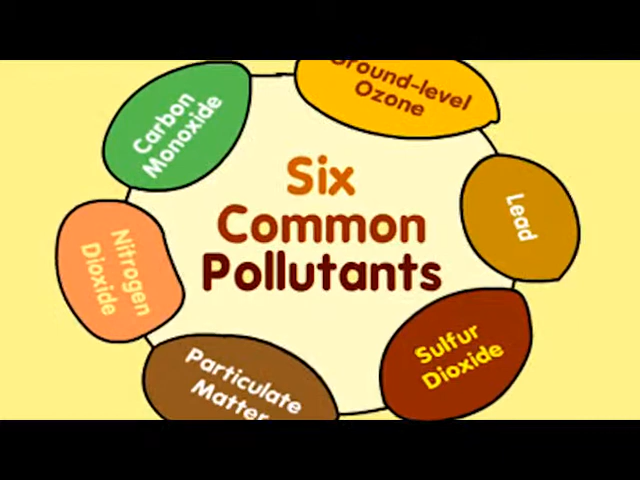 Ground-level
Ozone
Carbon
Monoxide
Six
Common
Pollutants
Lead
Nitrogen
Dioxide
Sulfur
Dioxide
Particulate
Matter